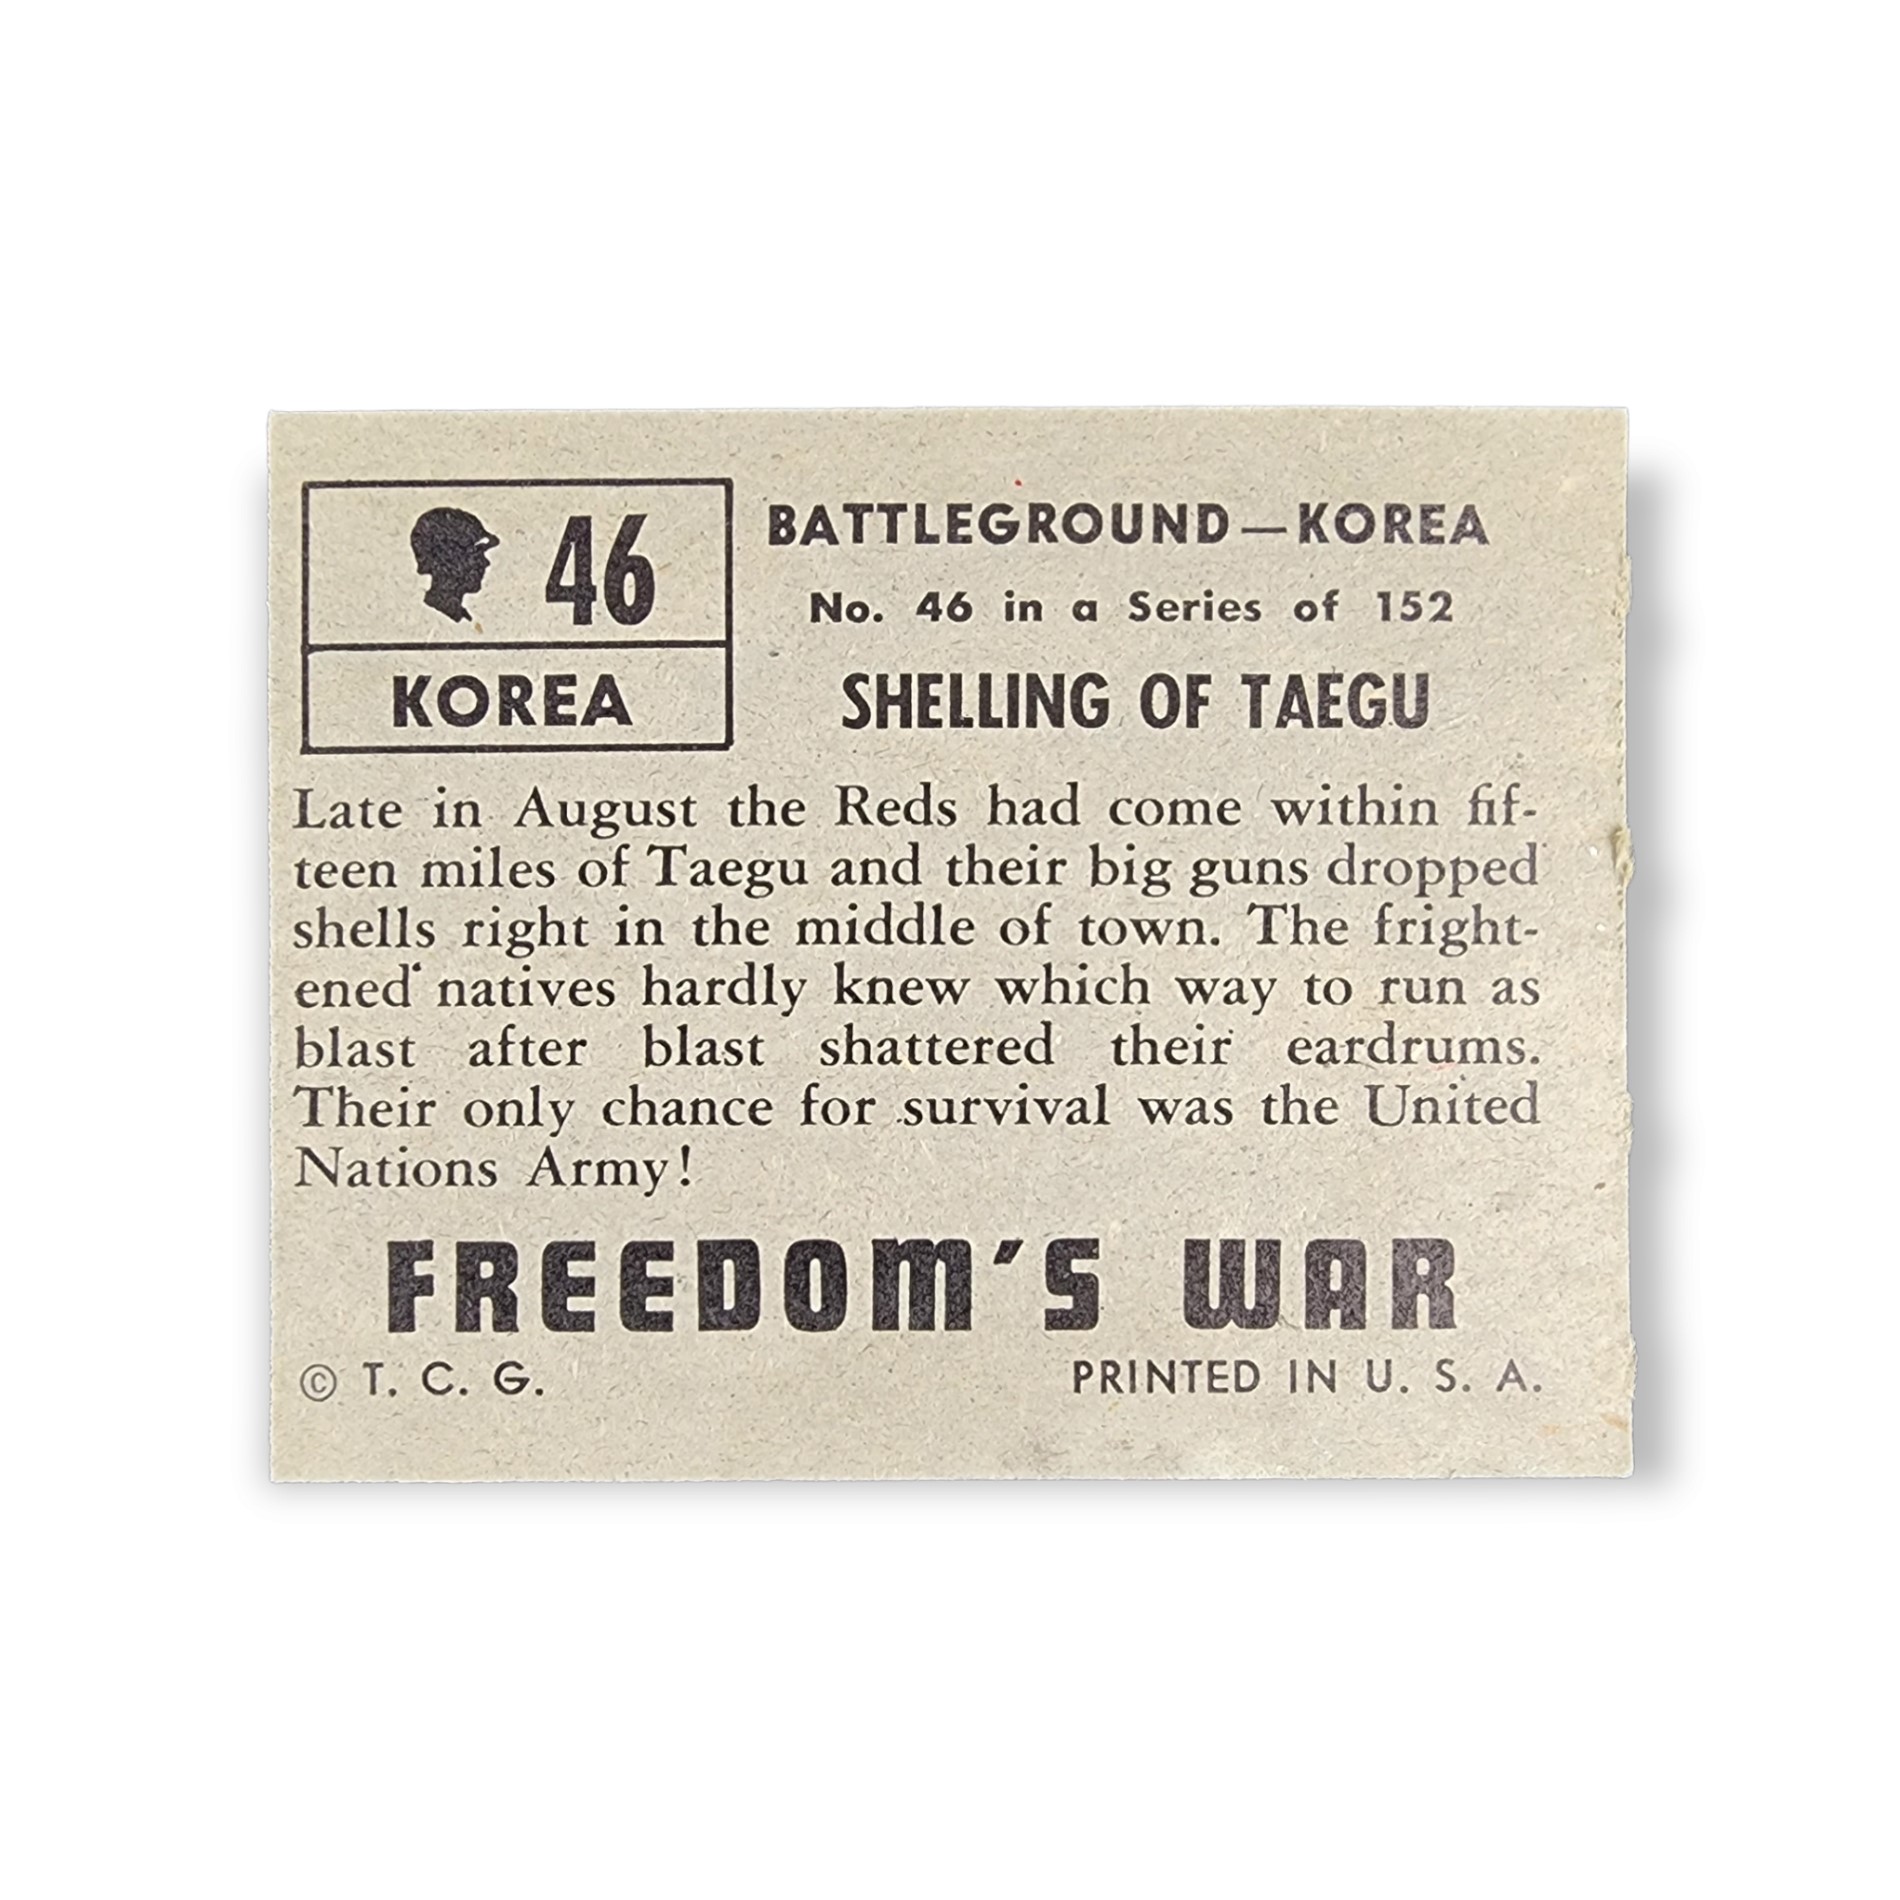 46
KOREA
BATTLEGROUND—KOREA
No. 46 in a Series of 152
SHELLING OF TAEGU
Late in August the Reds had come within fif-
teen miles of Taegu and their big guns dropped
shells right in the middle of town. The fright-
ened natives hardly knew which way to run as
blast after blast shattered their eardrums.
Their only chance for survival was the United
Nations Army!
FREEDOM'S WAR
© T. C. G.
PRINTED IN U. S. A.